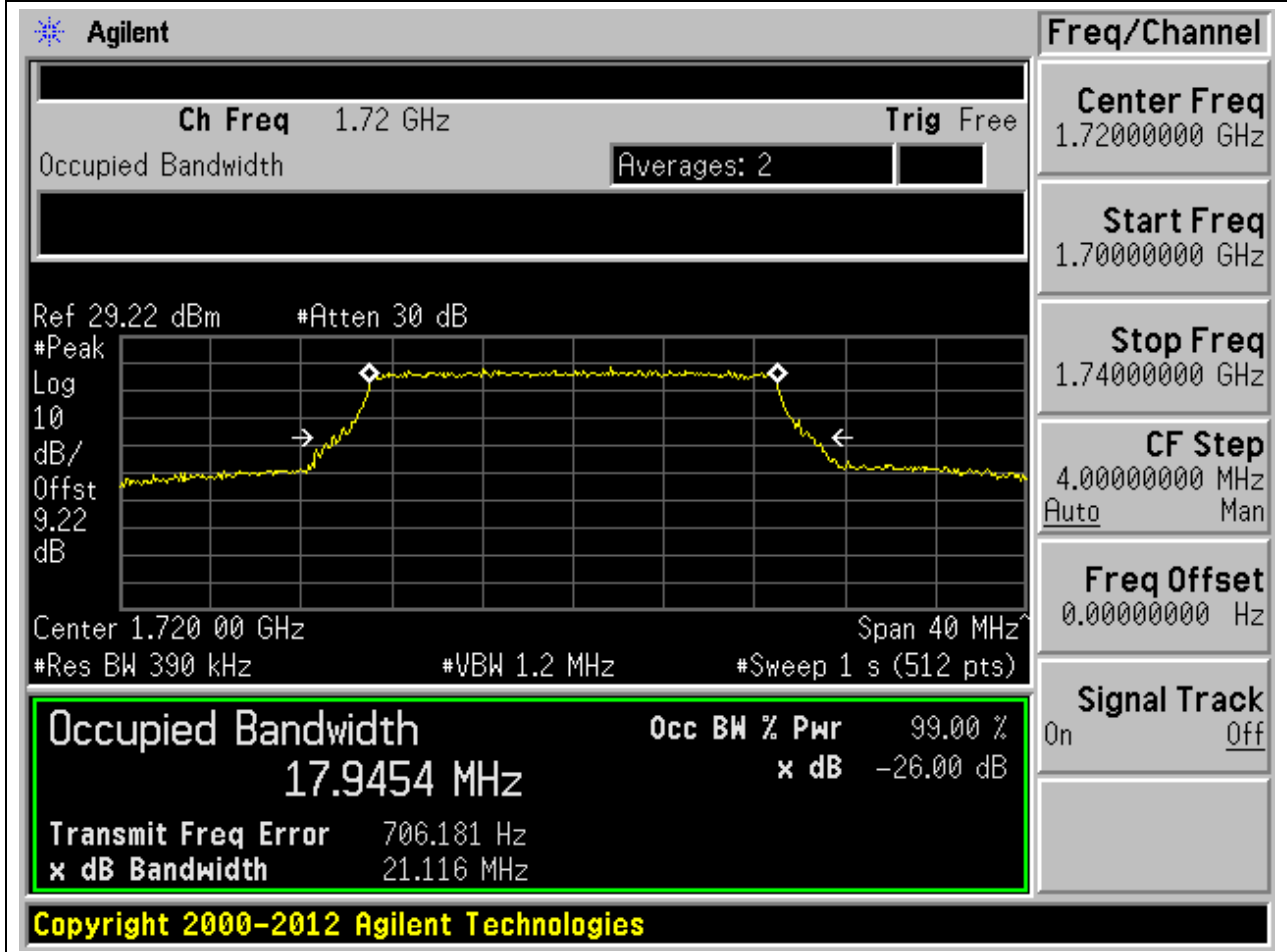 Agilent
Freq/Channel
Ch Freq 1.72 GHz Trig Free
Occupied Bandwidth Averages: 2
Center Freq
1.72000000 GHz
Start Freq
1.70000000 GHz
Stop Freq
1.74000000 GHz
CF Step
4.00000000 MHz
Auto Man
Freq Offset
0.00000000 Hz
Signal Track
On Off
Ref 29.22 dBm #Atten 30 dB
#Peak
Log
10
dB/
Offst
9.22
dB
Center 1.720 00 GHz Span 40 MHz^
#Res BW 390 kHz #VBW 1.2 MHz #Sweep 1 s (512 pts)
Occupied Bandwidth
17.9454 MHz
Occ BW % Pwr 99.00 %
x dB -26.00 dB
Transmit Freq Error 706.181 Hz
x dB Bandwidth 21.116 MHz
Copyright 2000-2012 Agilent Technologies